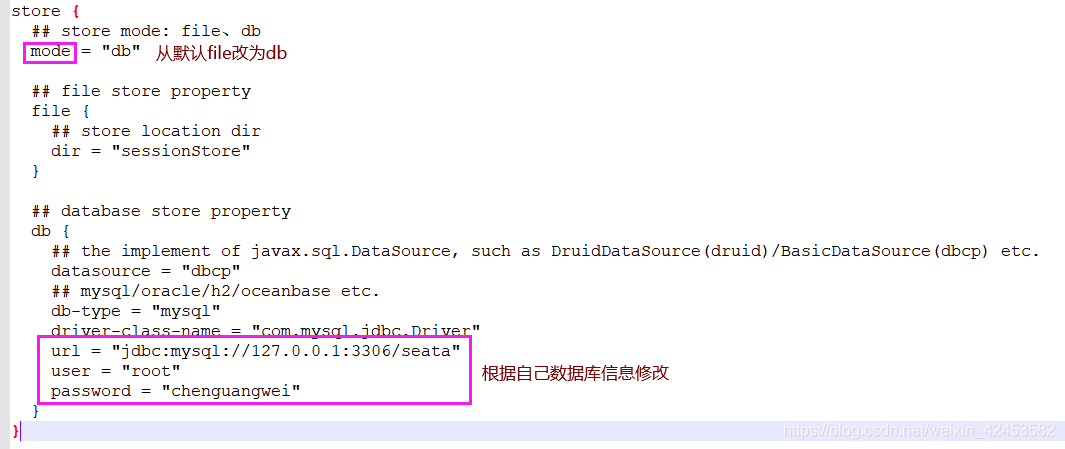 store {
## store mode: file、db
mode = "db" 从默认file改为db
## file store property
file {
## store location dir
dir = "sessionStore"
}
## database store property
db {
## the implement of javax.sql.DataSource, such as DruidDataSource(druid)/BasicDataSource(dbcp) etc.
datasource = "dbcp"
## mysql/oracle/h2/oceanbase etc.
db-type = "mysql"
driver-class-name = "com.mysql.jdbc.Driver"
url = "jdbc:mysql://127.0.0.1:3306/seata"
user = "root" 根据自己数据库信息修改
password = "chenguangwei"
}
}
https://blog.csdn.net/weixin_42453582